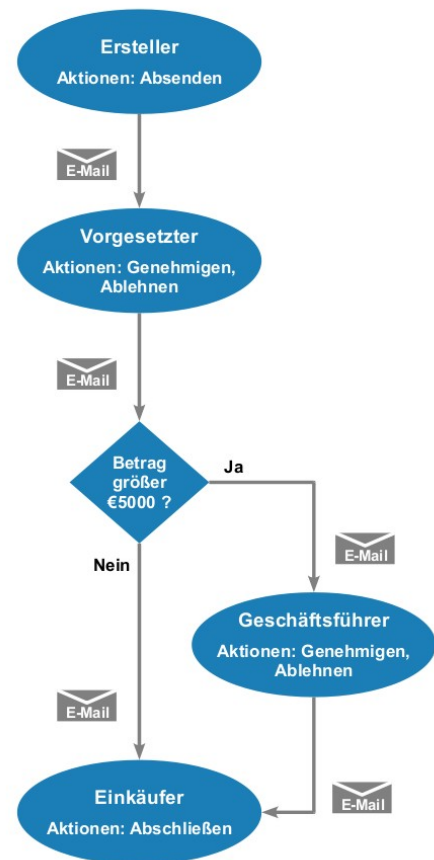 Ersteller
Aktionen: Absenden
E-Mail
Vorgesetzter
Aktionen: Genehmigen,
Ablehnen
E-Mail
Betrag
größer
€5000 ?
Ja
E-Mail
Nein
Geschäftsführer
Aktionen: Genehmigen,
Ablehnen
E-Mail
E-Mail
Einkäufer
Aktionen: Abschließen